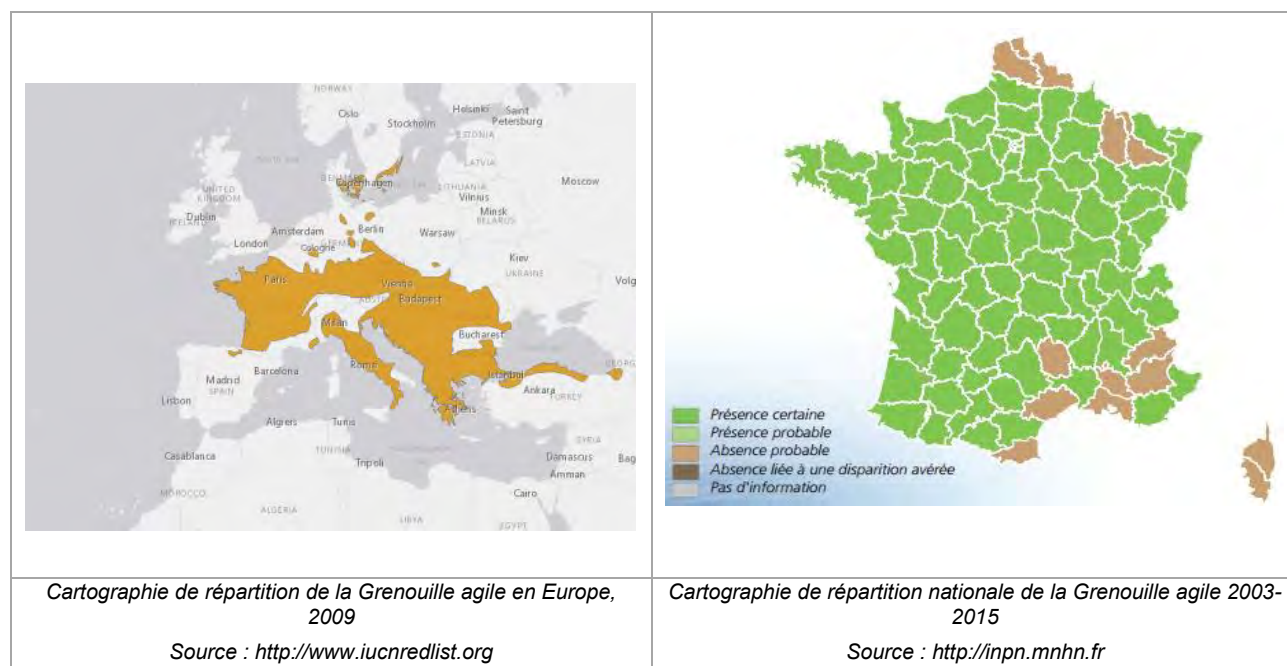 NORWAY
Oslo
Helsinki
Saint
Petersburg
Stockholm
ESTONIA
LATVIA
DENMARK
Copenhagen
LITHUANIA
Vilnius
Moscow
UNITED
KINGDOM
Dublin
IRELAND
Minsk
BELARUS
Amsterdam
Berlin
Warsaw
London
Cologne
Kiev
UKRAINE
Volg
Paris
Vienna
Budapest
Milan
Bucharest
Rome
Istanbul
GEORG
Madrid
SPAIN
Barcelona
Ankara
TURKEY
Lisbon
Athens
Algiers
Tunis
SYRIA
Casablanca
TUNISIA
Tripoli
Damascus
Bag
Amman
MOROCCO
Cairo
ALGERIA
LIBYA
EGYPT
Présence certaine
Présence probable
Absence probable
Absence liée à une disparition avérée
Pas d'information
Cartographie de répartition de la Grenouille agile en Europe,
2009
Source : http://www.iucnredlist.org
Cartographie de répartition nationale de la Grenouille agile 2003-
2015
Source : http://inpn.mnhn.fr